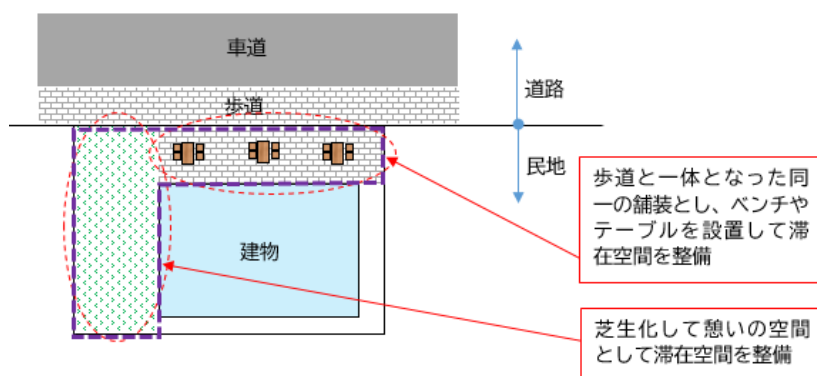 車道
歩道
道路
民地
建物
歩道と一体となった同
一の舗装とし、ベンチや
テーブルを設置して滞
在空間を整備
芝生化して憩いの空間
として滞在空間を整備